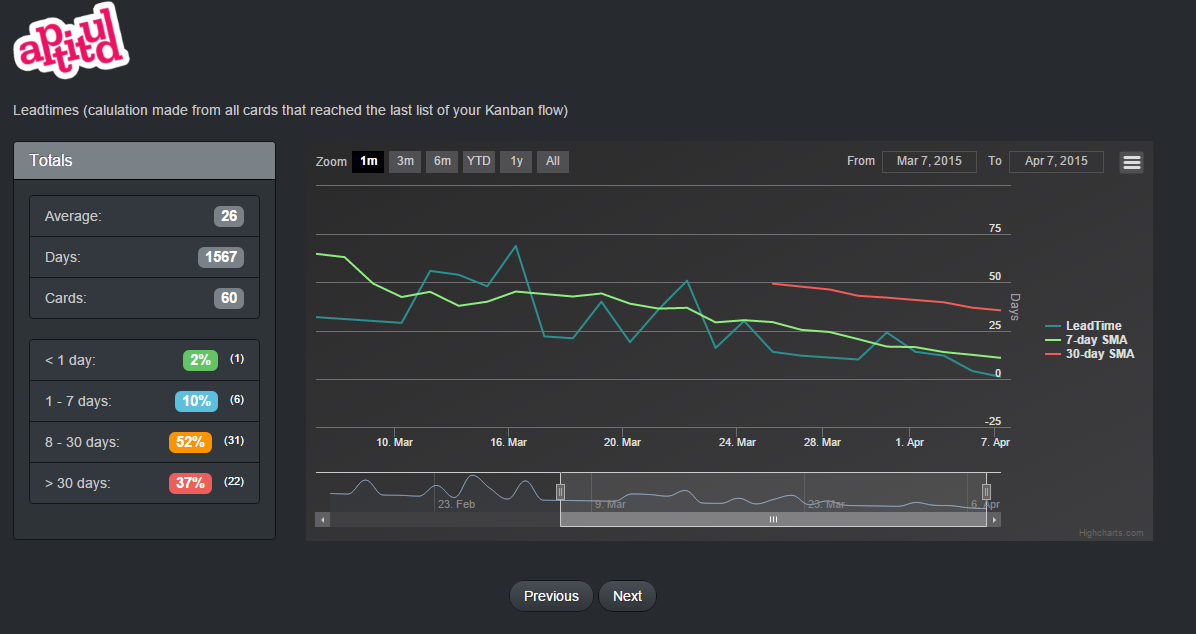 aptitud
Leadtimes (calulation made from all cards that reached the last list of your Kanban flow)
Totals
Average: 26
Days: 1567
Cards: 60
< 1 day: 2% (1)
1 - 7 days: 10% (6)
8 - 30 days: 52% (31)
> 30 days: 37% (22)
Zoom 1m 3m 6m YTD 1y All From Mar 7, 2015 To Apr 7, 2015
75
50
25
0
-25
Days
LeadTime
7-day SMA
30-day SMA
10. Mar 16. Mar 20. Mar 24. Mar 28. Mar 1. Apr 7. Apr
23. Feb 9. Mar 23. Mar 6. Apr
Highcharts.com
Previous Next